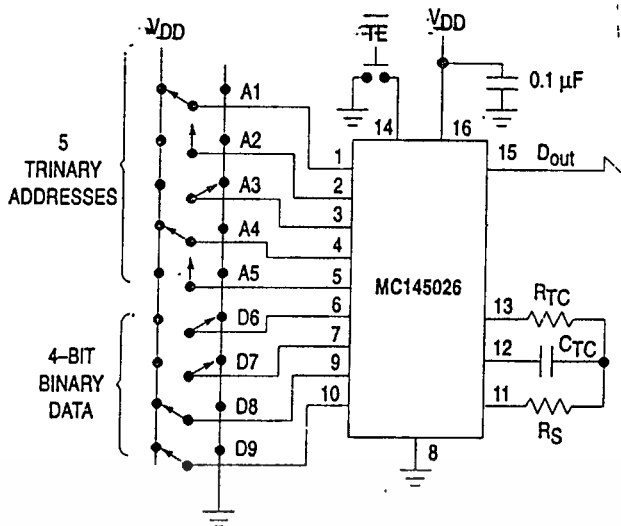 VDD
TE
VDD
0.1 µF
A1
14
16
5
TRINARY
ADDRESSES
1
15
Dout
A2
2
A3
3
A4
4
A5
5
MC145026
D6
6
13
RTC
4–BIT
BINARY
DATA
D7
7
12
CTC
D8
9
D9
10
11
RS
8